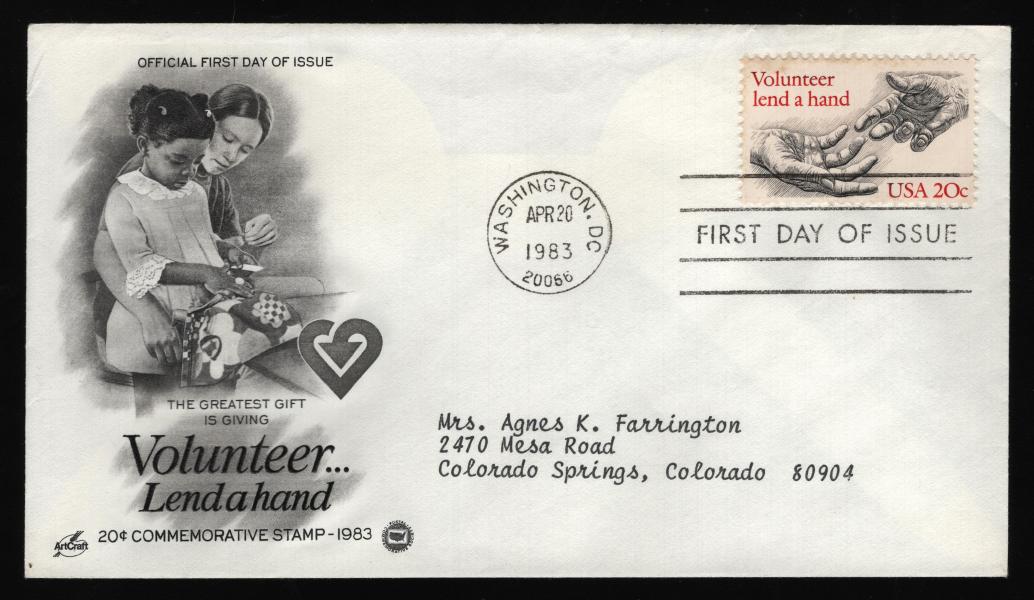 OFFICIAL FIRST DAY OF ISSUE
Volunteer
lend a hand
USA 20c
WASHINGTON, DC
APR 20
1983
20066
FIRST DAY OF ISSUE
THE GREATEST GIFT
IS GIVING
Volunteer...
Lend a hand
20¢ COMMEMORATIVE STAMP-1983
ArtCraft
Mrs. Agnes K. Farrington
2470 Mesa Road
Colorado Springs, Colorado 80904